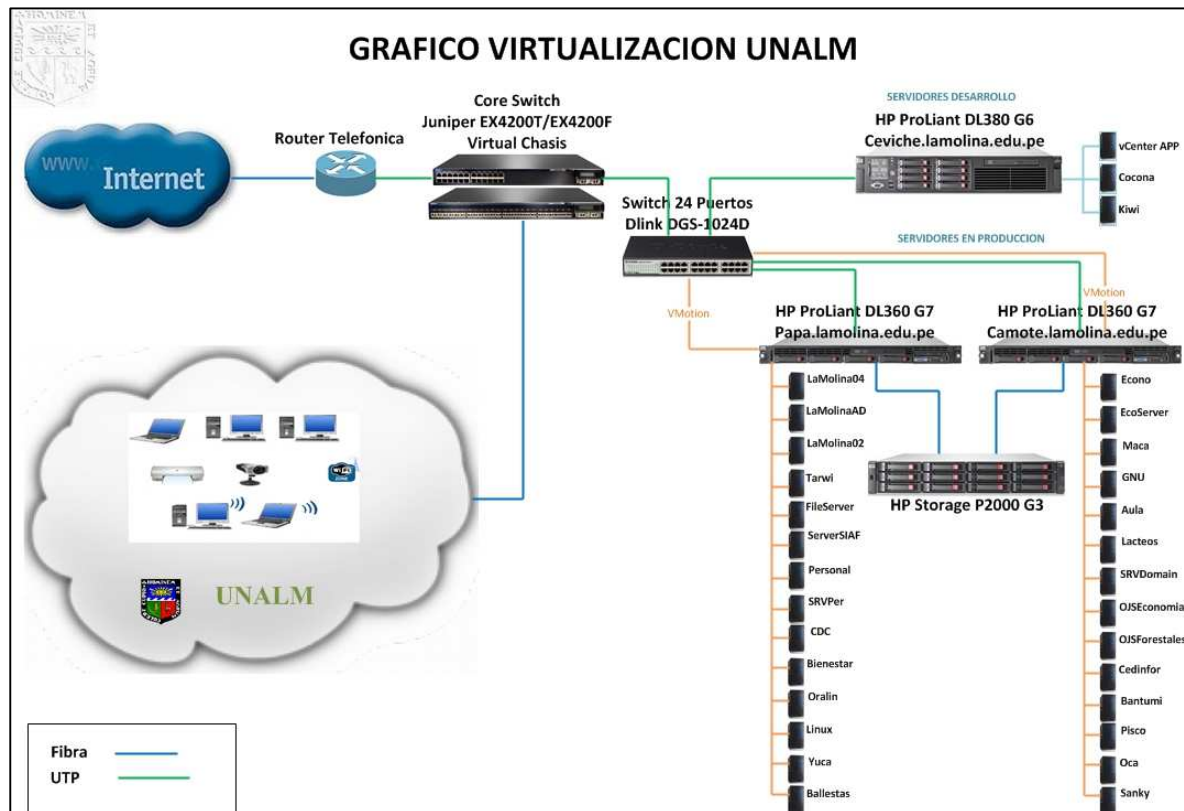 GRAFICO VIRTUALIZACION UNALM
Core Switch
Juniper EX4200T/EX4200F
Virtual Chasis
Router Telefonica
www.
Internet
SERVIDORES DESARROLLO
HP ProLiant DL380 G6
Ceviche.lamolina.edu.pe
vCenter APP
Cocona
Kiwi
Switch 24 Puertos
Dlink DGS-1024D
SERVIDORES EN PRODUCCION
VMotion
VMotion
HP ProLiant DL360 G7
Papa.lamolina.edu.pe
HP ProLiant DL360 G7
Camote.lamolina.edu.pe
LaMolina04
LaMolinaAD
LaMolina02
Tarwi
FileServer
ServerSIAF
Personal
SRVPer
CDC
Bienestar
Oralin
Linux
Yuca
Ballestas
HP Storage P2000 G3
Econo
EcoServer
Maca
GNU
Aula
Lacteos
SRVDomain
OJSEconomia
OJSForestales
Cedinfor
Bantumi
Pisco
Oca
Sanky
Wi Fi
ZONE
UNALM
Fibra
UTP